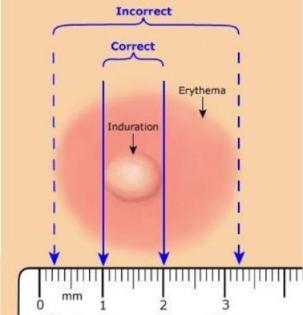 Incorrect
Correct
Erythema
Induration
mm
0 1 2 3